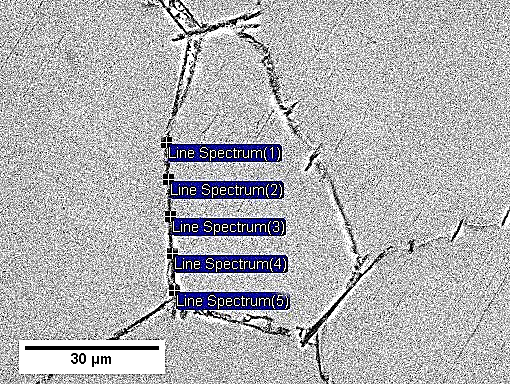 Line Spectrum(1)
Line Spectrum(2)
Line Spectrum(3)
Line Spectrum(4)
Line Spectrum(5)
30 µm